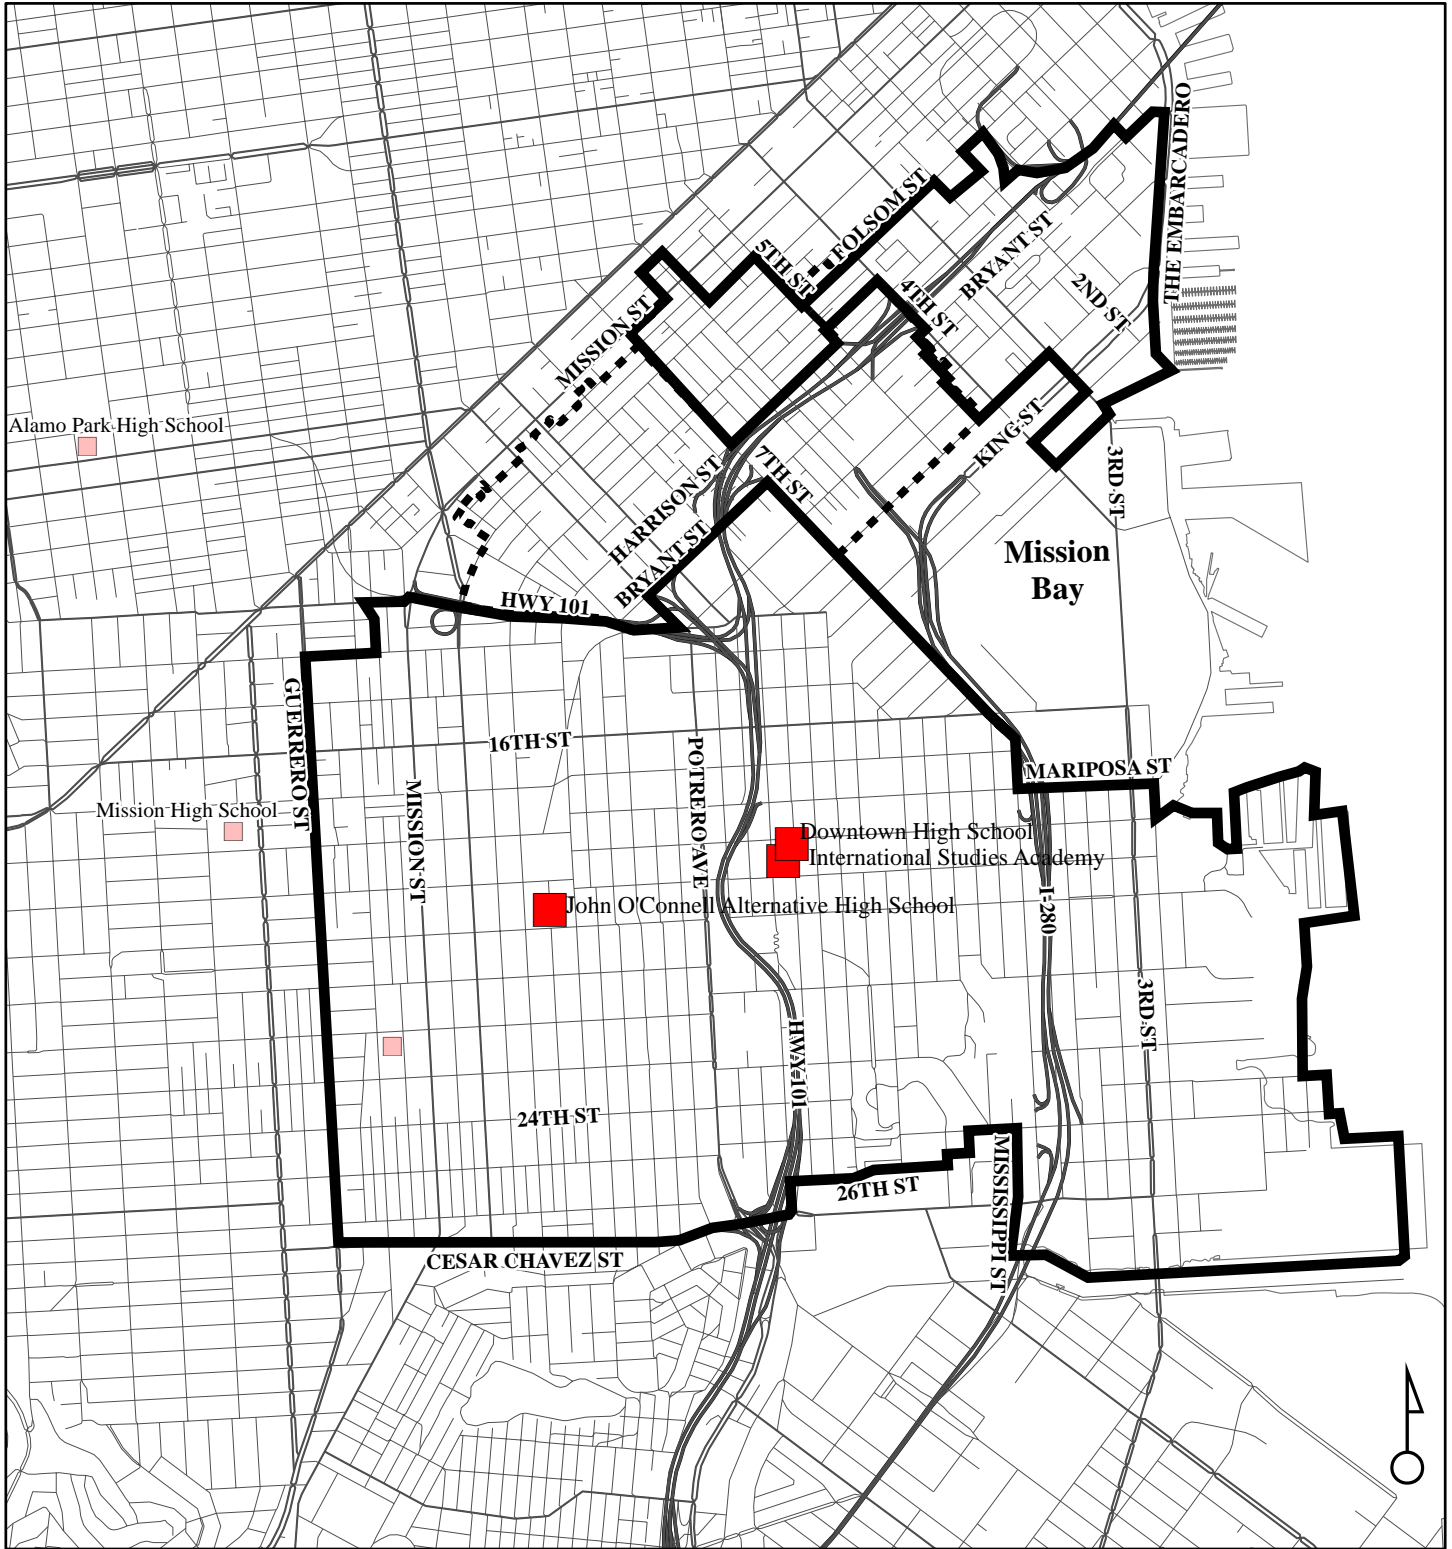 THE EMBARCADERO
FOLSOM ST
5TH ST
BRYANT ST
4TH ST
2ND ST
MISSION ST
Alamo Park High School
KING ST
7TH ST
3RD ST
HARRISON ST
BRYANT ST
Mission
Bay
HWY 101
GUERRERO ST
16TH ST
POTRERO AVE
MARIPOSA ST
MISSION ST
Mission High School
Downtown High School
International Studies Academy
John O'Connell Alternative High School
I-280
3RD ST
HWY 101
24TH ST
26TH ST
MISSISSIPPI ST
CESAR CHAVEZ ST